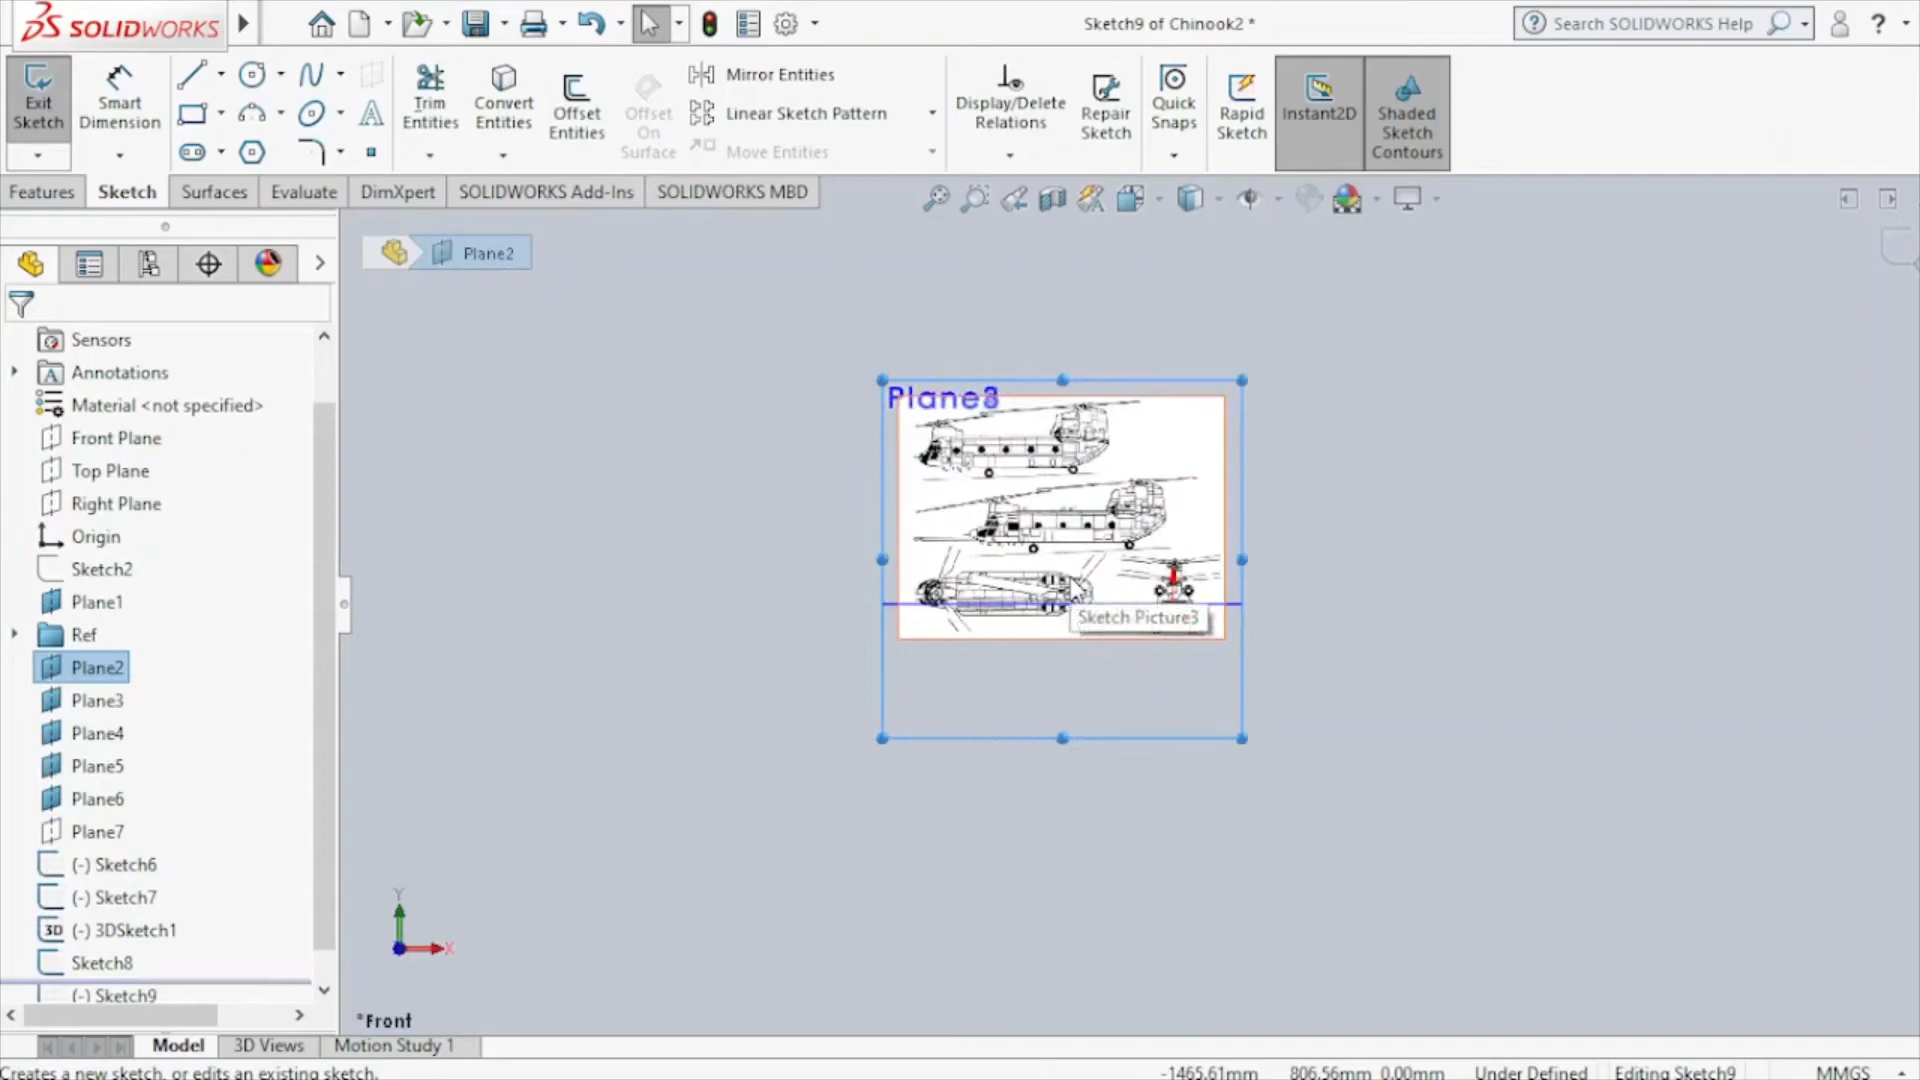 SOLIDWORKS
Sketch9 of Chinook2 *
Search SOLIDWORKS Help
?
Exit Sketch
Smart Dimension
Trim Entities
Convert Entities
Offset Entities
Offset On Surface
Mirror Entities
Linear Sketch Pattern
Move Entities
Display/Delete Relations
Repair Sketch
Quick Snaps
Rapid Sketch
Instant2D
Shaded Sketch Contours
Features
Sketch
Surfaces
Evaluate
DimXpert
SOLIDWORKS Add-Ins
SOLIDWORKS MBD
Plane2
Sensors
Annotations
Material <not specified>
Front Plane
Top Plane
Right Plane
Origin
Sketch2
Plane1
Ref
Plane2
Plane3
Plane4
Plane5
Plane6
Plane7
(-) Sketch6
(-) Sketch7
3D (-) 3DSketch1
Sketch8
(-) Sketch9
Sketch Picture3
Y
X
*Front
Model
3D Views
Motion Study 1
Creates a new sketch, or edits an existing sketch.
-1465.61mm
806.56mm 0.00mm
Under Defined
Editing Sketch9
MMGS